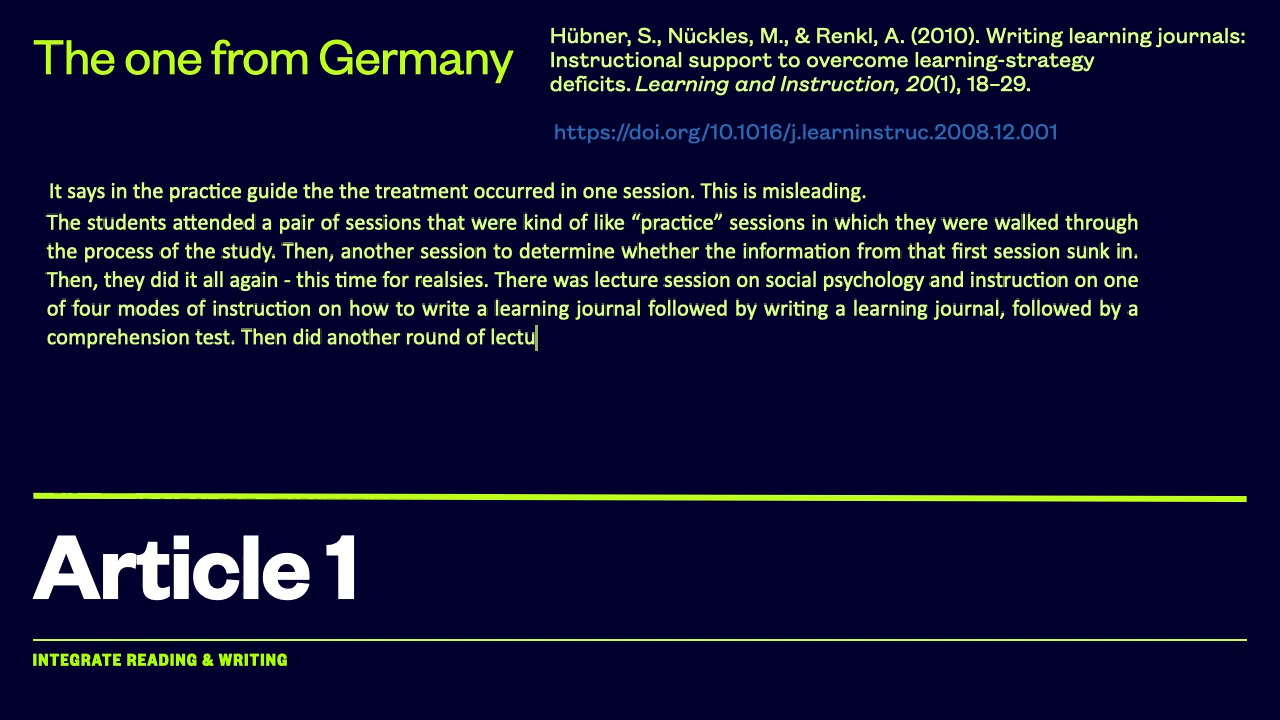 The one from Germany
Hübner, S., Nückles, M., & Renkl, A. (2010). Writing learning journals:
Instructional support to overcome learning-strategy
deficits. Learning and Instruction, 20(1), 18–29.
https://doi.org/10.1016/j.learninstruc.2008.12.001
It says in the practice guide the the treatment occurred in one session. This is misleading.
The students attended a pair of sessions that were kind of like “practice” sessions in which they were walked through
the process of the study. Then, another session to determine whether the information from that first session sunk in.
Then, they did it all again - this time for realsies. There was lecture session on social psychology and instruction on one
of four modes of instruction on how to write a learning journal followed by writing a learning journal, followed by a
comprehension test. Then did another round of lectu
Article 1
INTEGRATE READING & WRITING